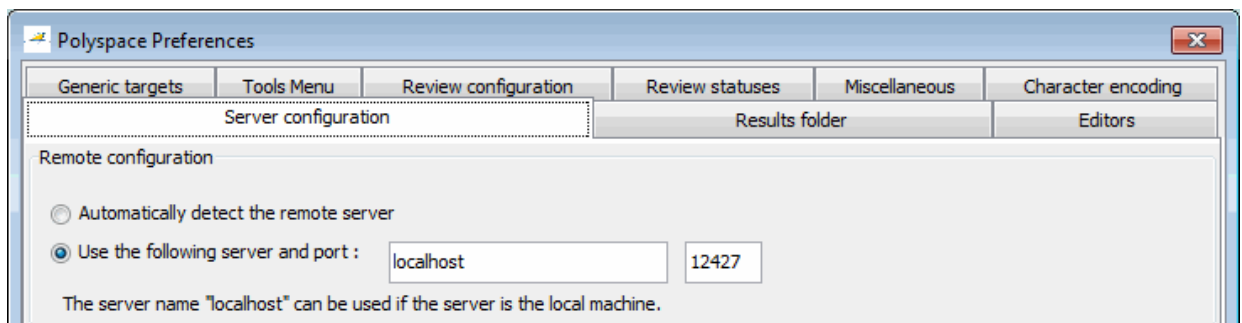 Polyspace Preferences
Generic targets Tools Menu Review configuration Review statuses Miscellaneous Character encoding
Server configuration Results folder Editors
Remote configuration
Automatically detect the remote server
Use the following server and port : localhost 12427
The server name "localhost" can be used if the server is the local machine.